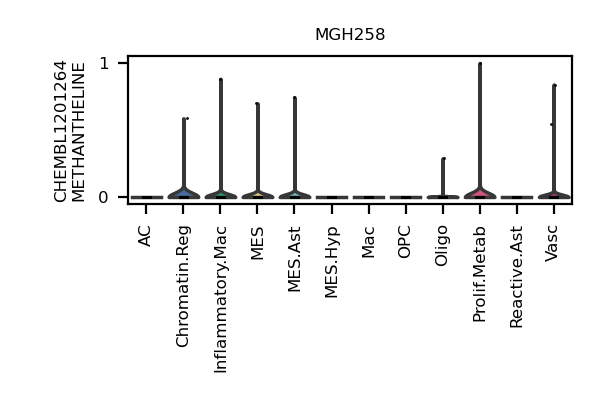 MGH258
CHEMBL1201264
METHANTHELINE
1
0
AC
Chromatin.Reg
Inflammatory.Mac
MES
MES.Ast
MES.Hyp
Mac
OPC
Oligo
Prolif.Metab
Reactive.Ast
Vasc